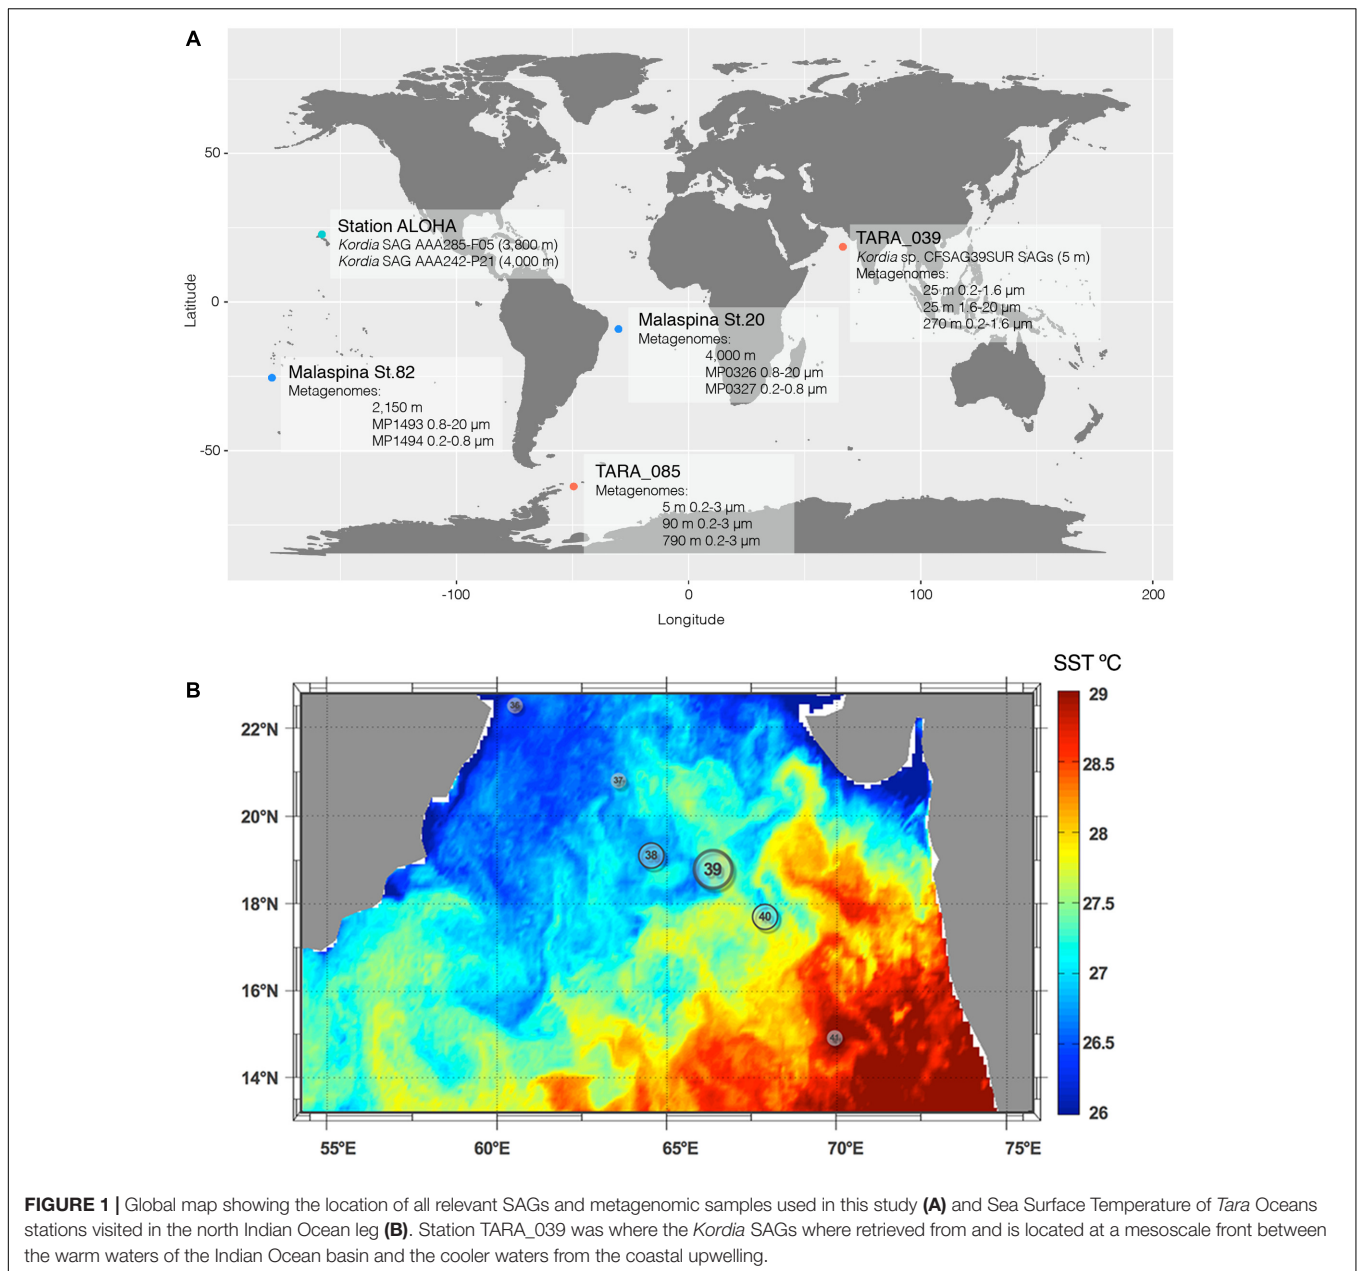 A
50
0
-50
Latitude
-100
0
100
200
Longitude
Station ALOHA
Kordia SAG AAA285-F05 (3,800 m)
Kordia SAG AAA242-P21 (4,000 m)
TARA_039
Kordia sp. CFSAG39SUR SAGs (5 m)
Metagenomes:
25 m 0.2-1.6 µm
25 m 1.6-20 µm
270 m 0.2-1.6 µm
Malaspina St.20
Metagenomes:
4,000 m
MP0326 0.8-20 µm
MP0327 0.2-0.8 µm
Malaspina St.82
Metagenomes:
2,150 m
MP1493 0.8-20 µm
MP1494 0.2-0.8 µm
TARA_085
Metagenomes:
5 m 0.2-3 µm
90 m 0.2-3 µm
790 m 0.2-3 µm
B
SST ºC
22°N
20°N
18°N
16°N
14°N
55°E
60°E
65°E
70°E
75°E
36
37
38
39
40
41
29
28.5
28
27.5
27
26.5
26
FIGURE 1 | Global map showing the location of all relevant SAGs and metagenomic samples used in this study (A) and Sea Surface Temperature of Tara Oceans
stations visited in the north Indian Ocean leg (B). Station TARA_039 was where the Kordia SAGs where retrieved from and is located at a mesoscale front between
the warm waters of the Indian Ocean basin and the cooler waters from the coastal upwelling.